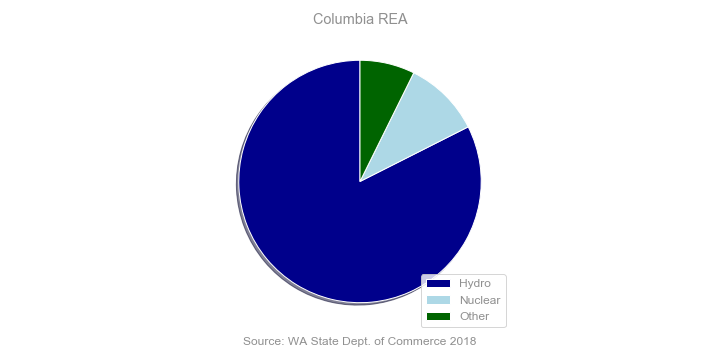 Columbia REA
Hydro
Nuclear
Other
Source: WA State Dept. of Commerce 2018